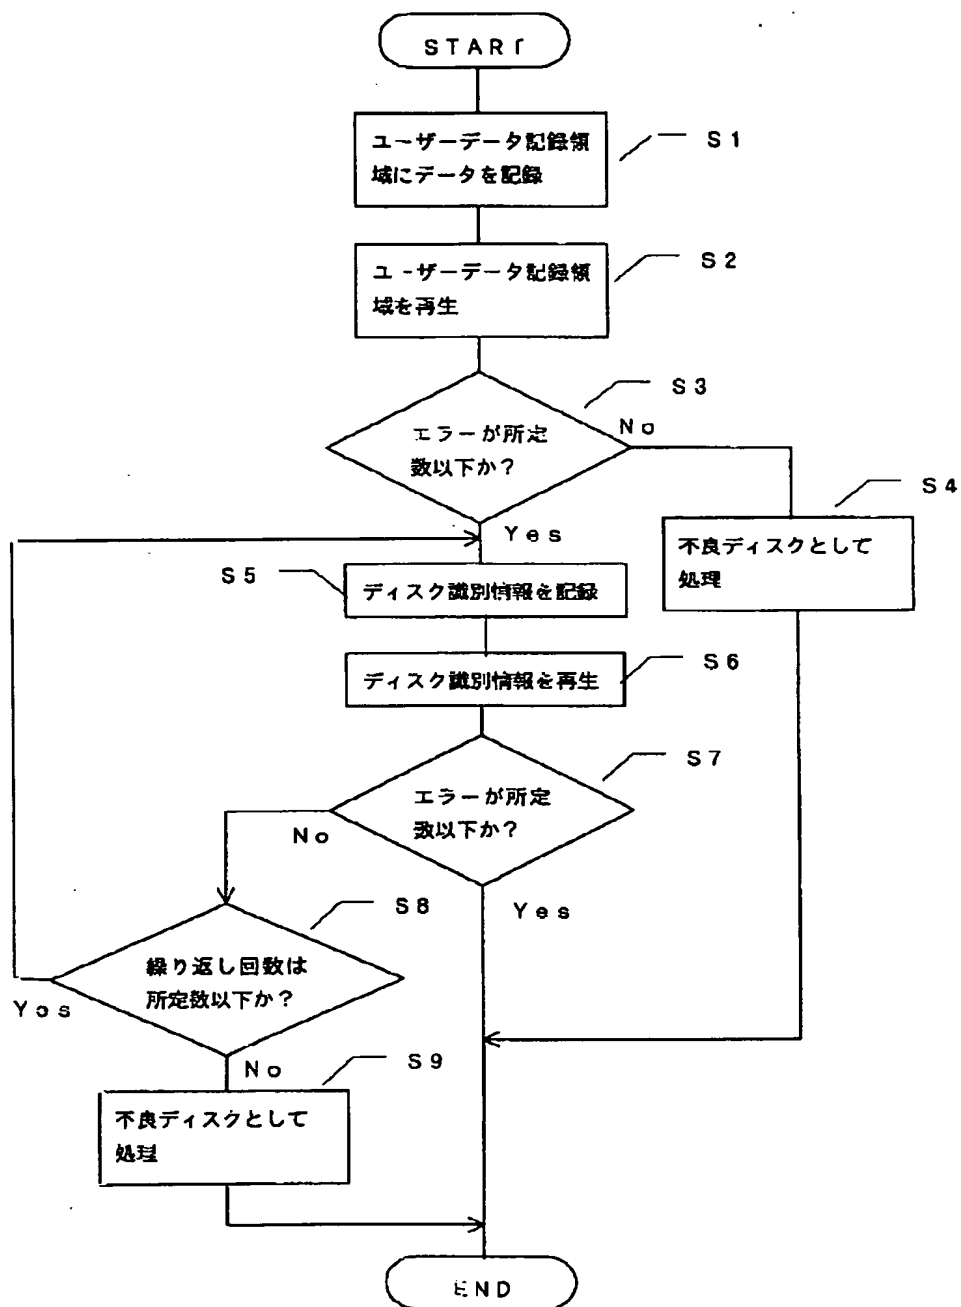 START
ユーザーデータ記録領
域にデータを記録
S1
ユーザーデータ記録領
域を再生
S2
エラーが所定
数以下か?
S3
No
Yes
不良ディスクとして
処理
S4
S5
ディスク識別情報を記録
ディスク識別情報を再生
S6
エラーが所定
数以下か?
S7
No
Yes
繰り返し回数は
所定数以下か?
S8
Yes
No
不良ディスクとして
処理
S9
END